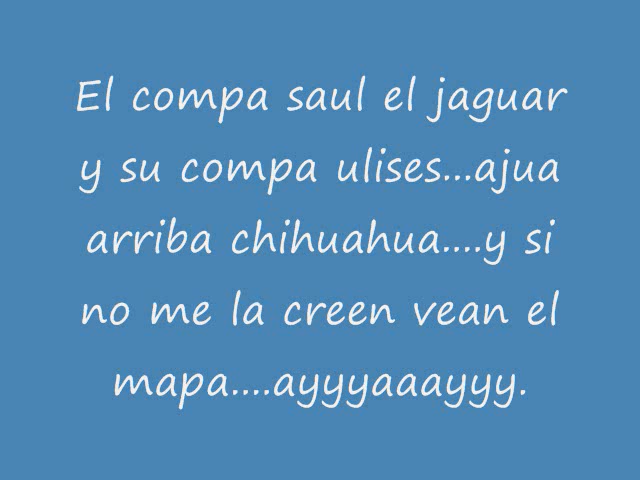 El compa saul el jaguar
y su compa ulises...ajua
arriba chihuahua....y si
no me la creen vean el
mapa....ayyyaaayyy.